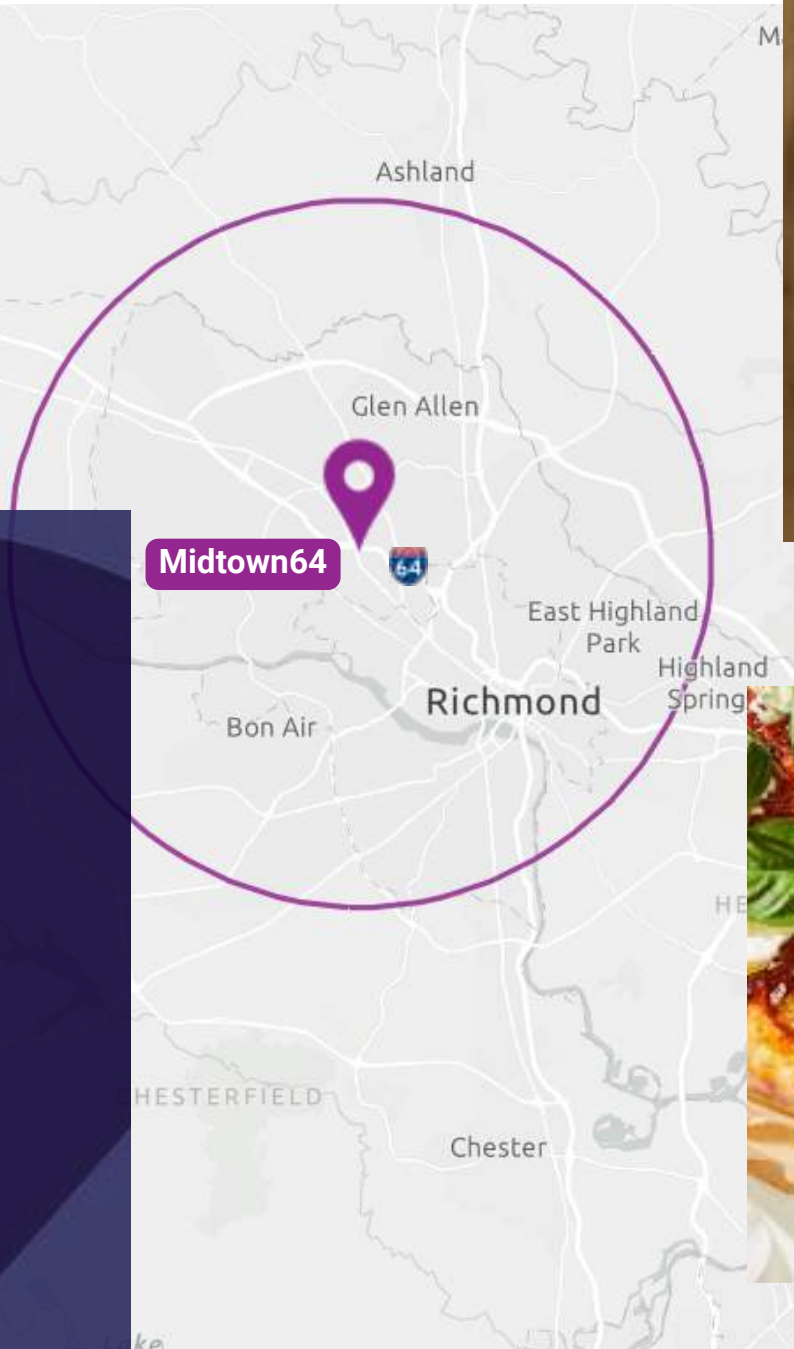 Ashland
Glen Allen
Midtown64
64
East Highland
Park
Highland
Spring
Richmond
Bon Air
HESTERFIELD
Chester